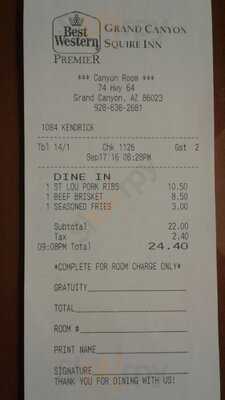 Best
Western
PREMIER
GRAND CANYON
SQUIRE INN
*** Canyon Room ***
74 Hwy 64
Grand Canyon, AZ 86023
928-638-2681
1084 KENDRICK
Tbl 14/1 Chk 1126 Gst 2
Sep17'16 08:28PM
DINE IN
1 ST LOU PORK RIBS 10.50
1 BEEF BRISKET 8.50
1 SEASONED FRIES 3.00
Subtotal 22.00
Tax 2.40
09:08PM Total 24.40
*COMPLETE FOR ROOM CHARGE ONLY*
GRATUITY
TOTAL
ROOM #
PRINT NAME
SIGNATURE
THANK YOU FOR DINING WITH US!